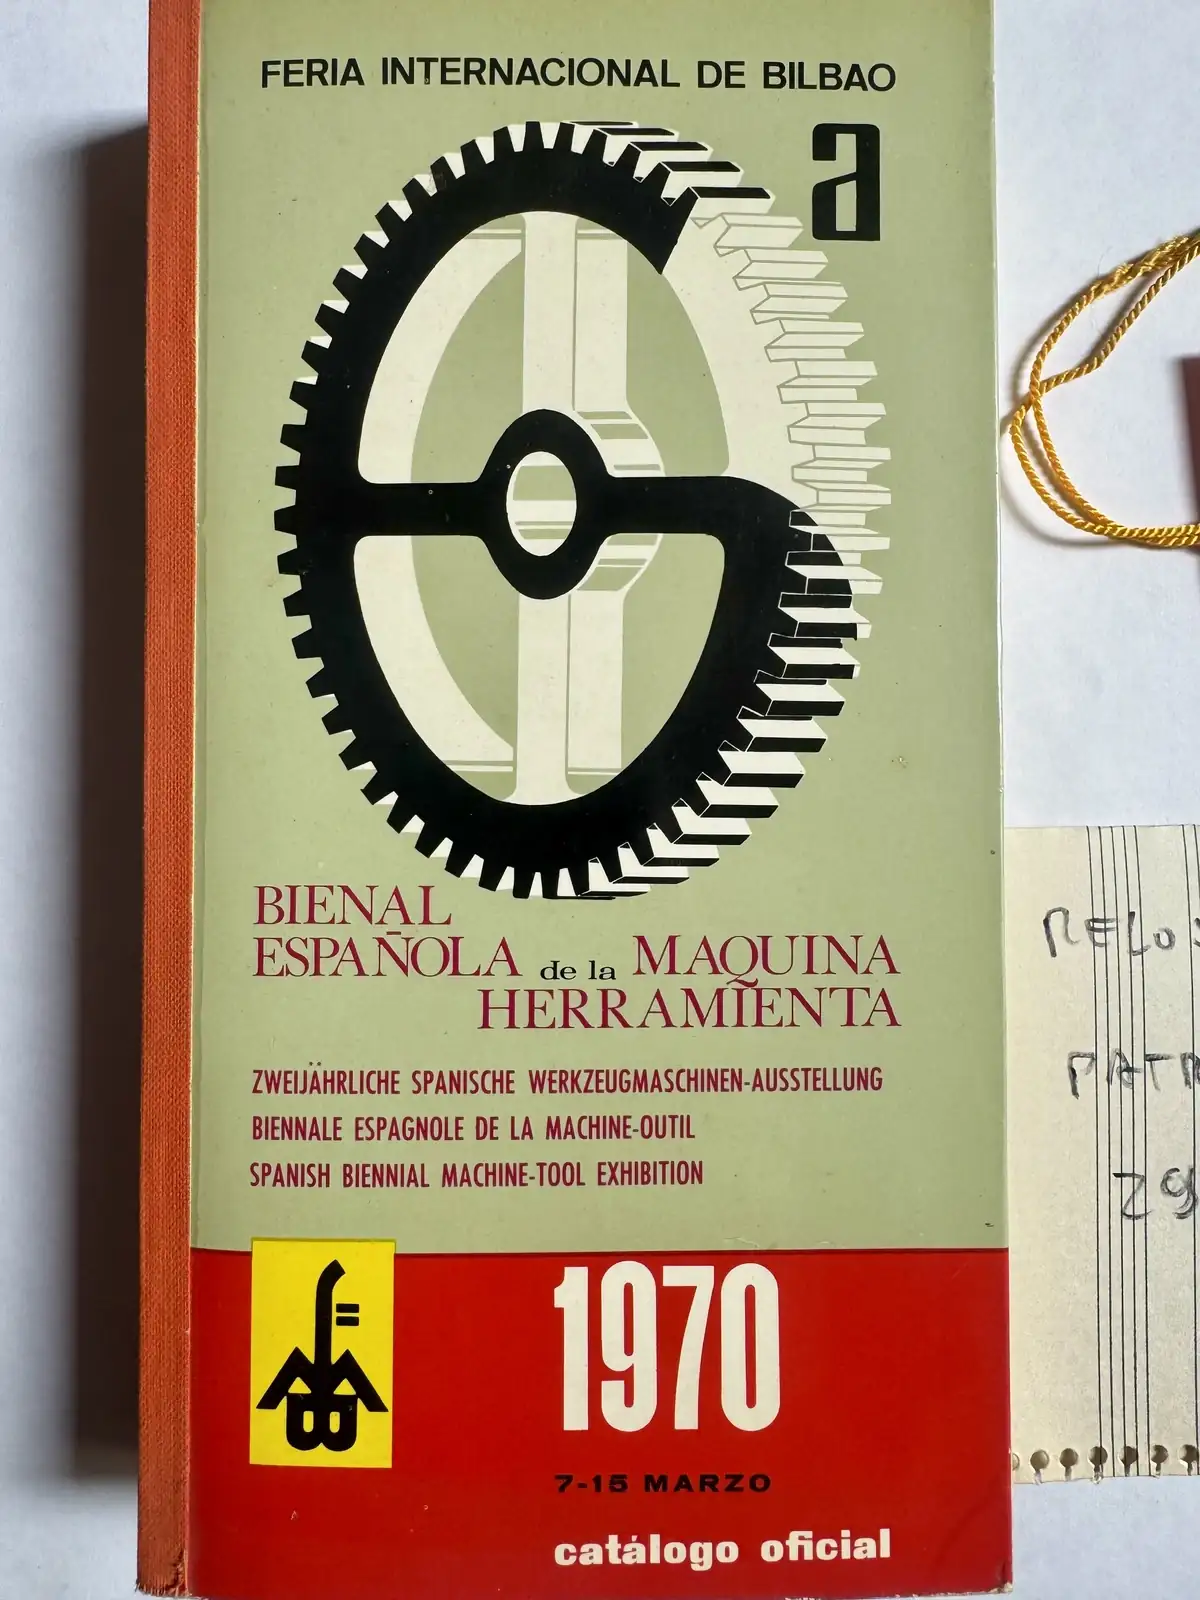 FERIA INTERNACIONAL DE BILBAO
a
BIENAL
ESPAÑOLA de la MAQUINA
HERRAMIENTA
ZWEIJÄHRLICHE SPANISCHE WERKZEUGMASCHINEN-AUSSTELLUNG
BIENNALE ESPAGNOLE DE LA MACHINE-OUTIL
SPANISH BIENNIAL MACHINE-TOOL EXHIBITION
1970
7-15 MARZO
catálogo oficial